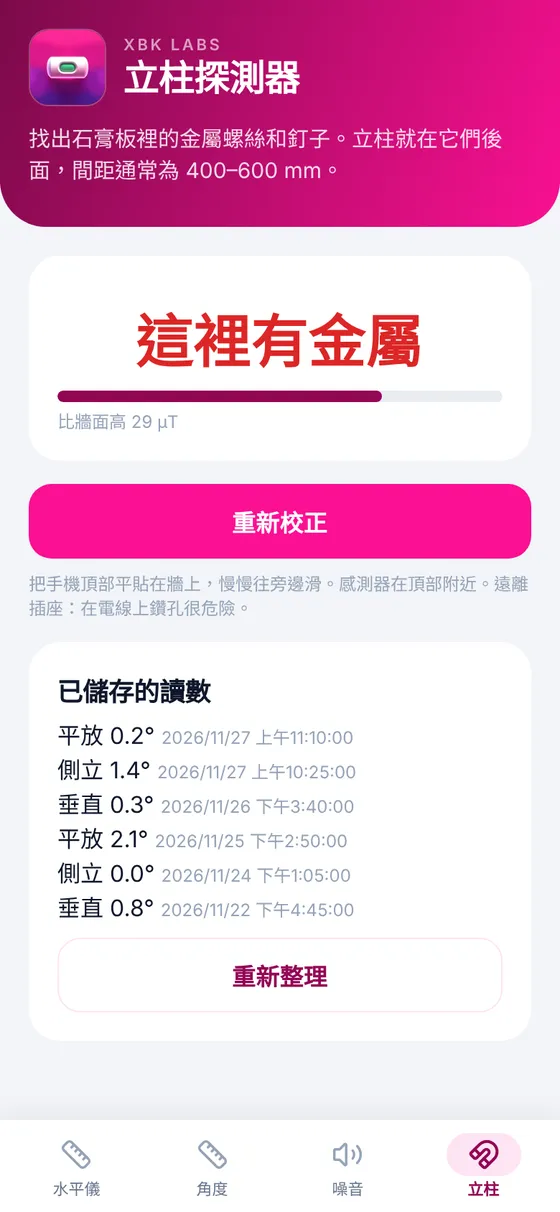 XBK LABS
立柱探測器
找出石膏板裡的金屬螺絲和釘子。立柱就在它們後
面，間距通常為 400–600 mm。
這裡有金屬
比牆面高 29 µT
重新校正
把手機頂部平貼在牆上，慢慢往旁邊滑。感測器在頂部附近。遠離
插座：在電線上鑽孔很危險。
已儲存的讀數
平放 0.2° 2026/11/27 上午11:10:00
側立 1.4° 2026/11/27 上午10:25:00
垂直 0.3° 2026/11/26 下午3:40:00
平放 2.1° 2026/11/25 下午2:50:00
側立 0.0° 2026/11/24 下午1:05:00
垂直 0.8° 2026/11/22 下午4:45:00
重新整理
水平儀 角度 噪音 立柱